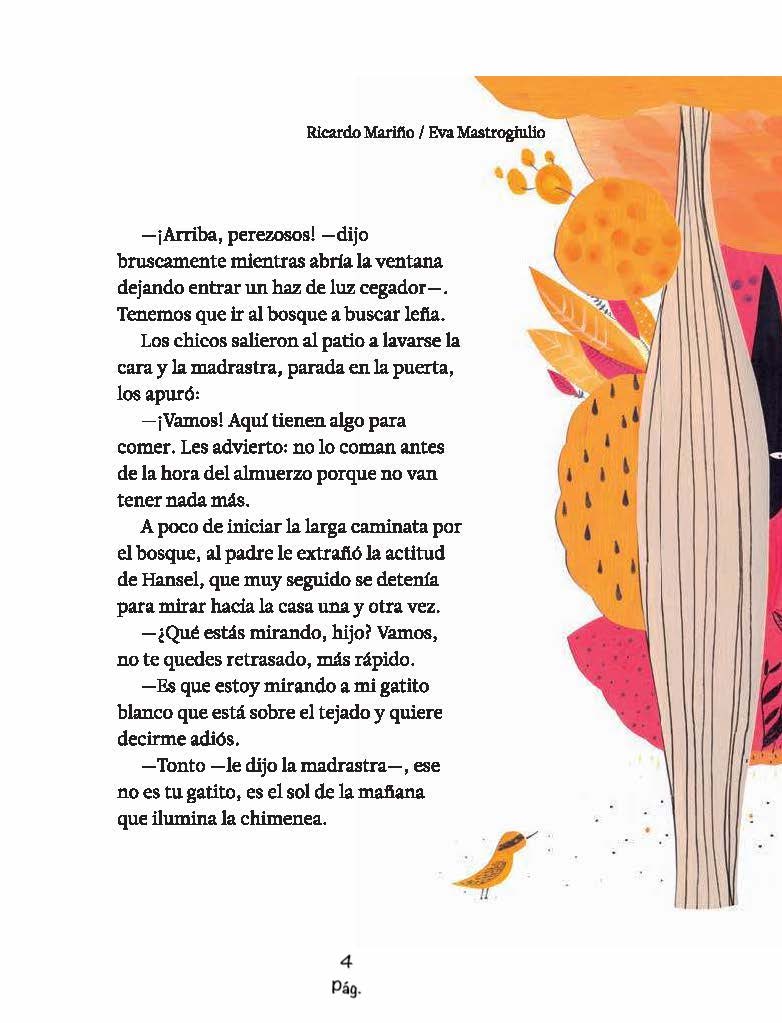 Ricardo Mariño / Eva Mastrogiulio
—¡Arriba, perezosos! —dijo
bruscamente mientras abría la ventana
dejando entrar un haz de luz cegador—.
Tenemos que ir al bosque a buscar leña.
Los chicos salieron al patio a lavarse la
cara y la madrastra, parada en la puerta,
los apuró:
—¡Vamos! Aquí tienen algo para
comer. Les advierto: no lo coman antes
de la hora del almuerzo porque no van
tener nada más.
A poco de iniciar la larga caminata por
el bosque, al padre le extrañó la actitud
de Hansel, que muy seguido se detenía
para mirar hacia la casa una y otra vez.
—¿Qué estás mirando, hijo? Vamos,
no te quedes retrasado, más rápido.
—Es que estoy mirando a mi gatito
blanco que está sobre el tejado y quiere
decirme adiós.
—Tonto —le dijo la madrastra—, ese
no es tu gatito, es el sol de la mañana
que ilumina la chimenea.
4
Pág.